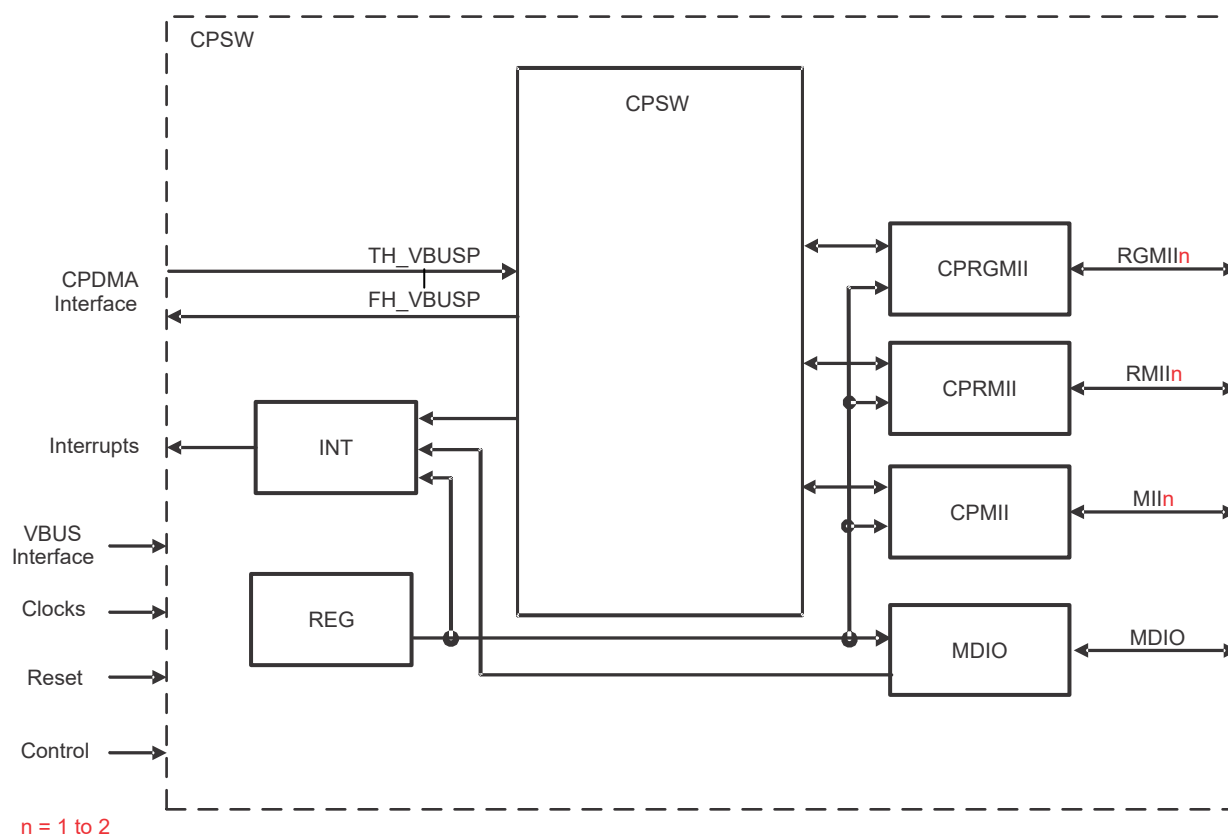 CPSW
CPSW
TH_VBUSP
FH_VBUSP
CPDMA
Interface
CPRGMII
RGMIIn
CPRMII
RMIIn
Interrupts
INT
CPMII
MIIn
VBUS
Interface
Clocks
REG
MDIO
MDIO
Reset
Control
n = 1 to 2